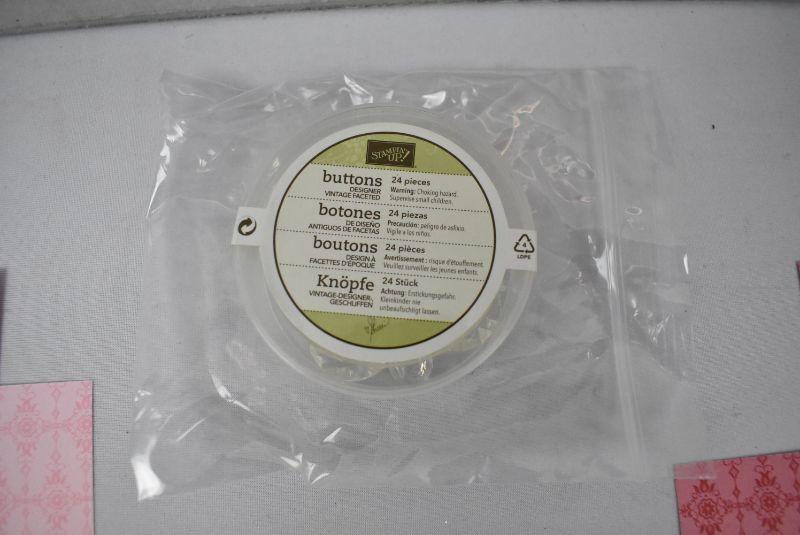 STAMPIN' UP!
buttons 24 pieces
DESIGNER Warning: Choking hazard.
VINTAGE FACETED Supervise small children.
botones 24 piezas
DE DISEÑO Precaución: peligro de asfixia.
ANTIGUOS DE FACETAS Vigile a los niños.
boutons 24 pièces
DESIGN À Avertissement : risque d'étouffement.
FACETTES D'ÉPOQUE Veuillez surveiller les jeunes enfants.
Knöpfe 24 Stück
VINTAGE-DESIGNER, Achtung: Erstickungsgefahr.
GESCHLIFFEN Kleinkinder nie
unbeaufsichtigt lassen.
4
LDPE